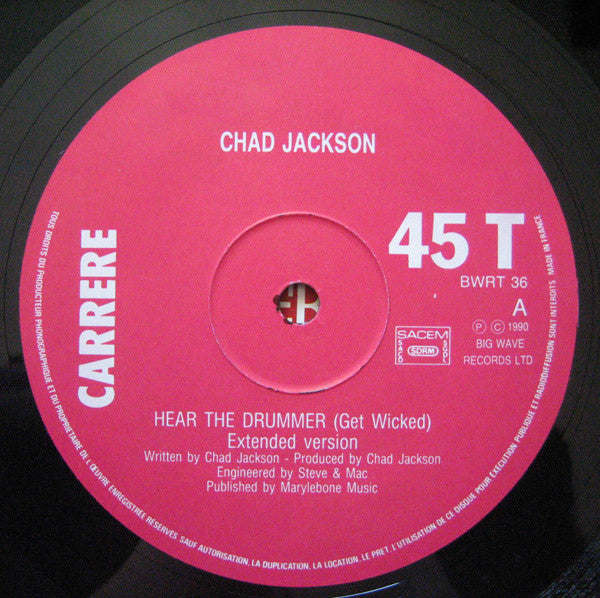 CHAD JACKSON
CARRERE
45 T
BWRT 36
A
SACEM
SACD SDRM SCDL
Ⓟ Ⓒ 1990
BIG WAVE
RECORDS LTD
HEAR THE DRUMMER (Get Wicked)
Extended version
Written by Chad Jackson - Produced by Chad Jackson
Engineered by Steve & Mac
Published by Marylebone Music
TOUS DROITS DU PRODUCTEUR PHONOGRAPHIQUE ET DU PROPRIETAIRE DE L'ŒUVRE ENREGISTREE RESERVES. SAUF AUTORISATION, LA DUPLICATION, LA LOCATION, LE PRET, L'UTILISATION DE CE DISQUE POUR EXECUTION PUBLIQUE ET RADIODIFFUSION SONT INTERDITS. MADE IN FRANCE